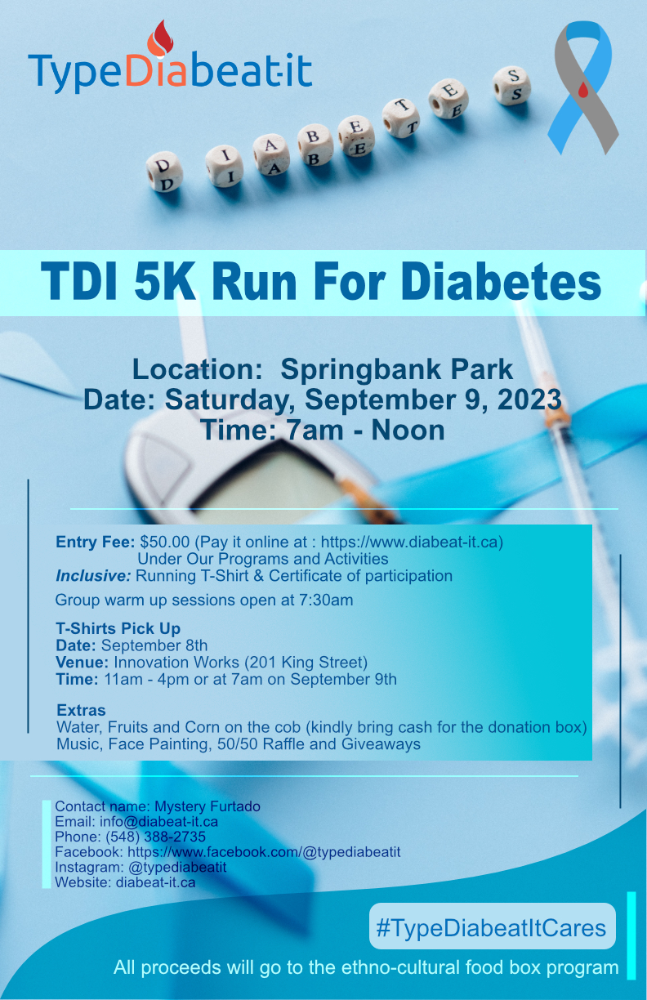 TypeDiabeat-it
D I A B E T E S
D I A B E T E S
TDI 5K Run For Diabetes
Location: Springbank Park
Date: Saturday, September 9, 2023
Time: 7am - Noon
Entry Fee: $50.00 (Pay it online at : https://www.diabeat-it.ca)
Under Our Programs and Activities
Inclusive: Running T-Shirt & Certificate of participation
Group warm up sessions open at 7:30am
T-Shirts Pick Up
Date: September 8th
Venue: Innovation Works (201 King Street)
Time: 11am - 4pm or at 7am on September 9th
Extras
Water, Fruits and Corn on the cob (kindly bring cash for the donation box)
Music, Face Painting, 50/50 Raffle and Giveaways
Contact name: Mystery Furtado
Email: info@diabeat-it.ca
Phone: (548) 388-2735
Facebook: https://www.facebook.com/@typediabeatit
Instagram: @typediabeatit
Website: diabeat-it.ca
#TypeDiabeatItCares
All proceeds will go to the ethno-cultural food box program